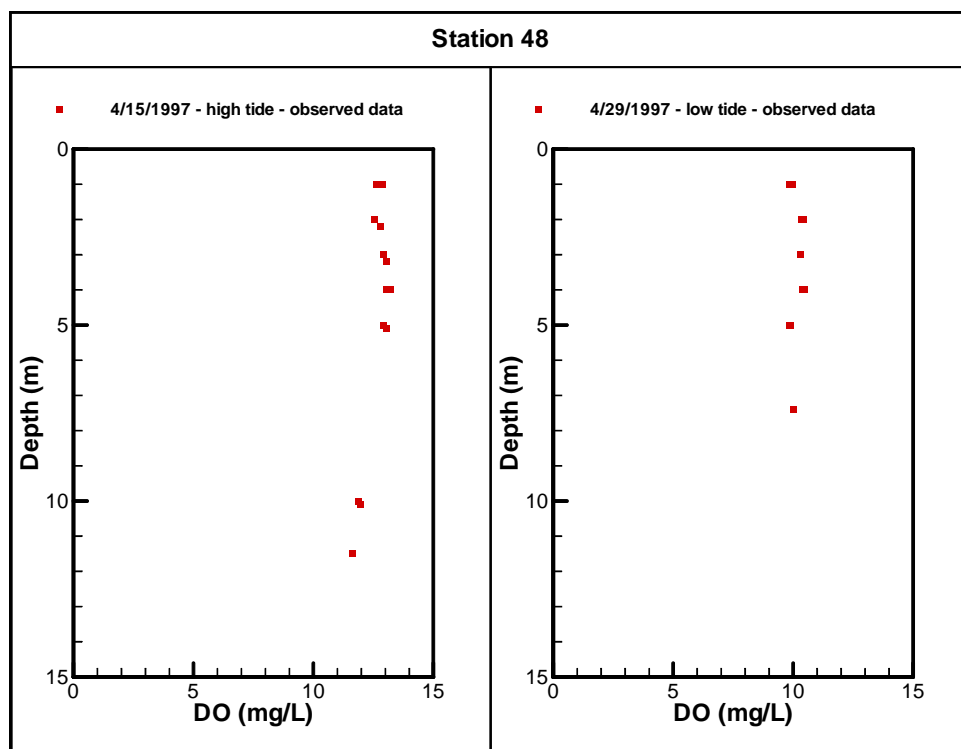 Station 48
4/15/1997 - high tide - observed data
0
5
10
15
Depth (m)
0 5 10 15
DO (mg/L)
4/29/1997 - low tide - observed data
0
5
10
15
Depth (m)
0 5 10 15
DO (mg/L)